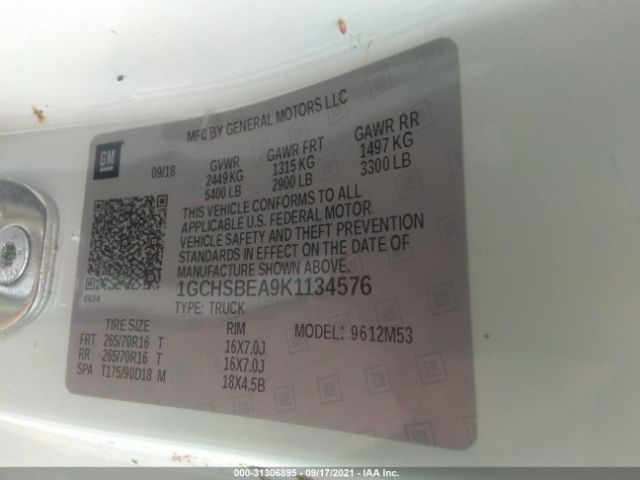 MFD BY GENERAL MOTORS LLC
GM
09/18
GVWR GAWR FRT GAWR RR
2449 KG 1315 KG 1497 KG
5400 LB 2900 LB 3300 LB
THIS VEHICLE CONFORMS TO ALL
APPLICABLE U.S. FEDERAL MOTOR
VEHICLE SAFETY AND THEFT PREVENTION
STANDARDS IN EFFECT ON THE DATE OF
MANUFACTURE SHOWN ABOVE.
0624
1GCHSBEA9K1134576
TYPE: TRUCK
TIRE SIZE RIM MODEL: 9612M53
FRT 265/70R16 T 16X7.0J
RR 265/70R16 T 16X7.0J
SPA T175/90D18 M 18X4.5B
000-31306895 - 09/17/2021 - IAA Inc.